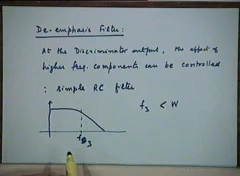 De-emphasis Filter:
At the Discriminator output, the effect of
higher freq. components can be controlled
: simple RC filter
f3 < W
f3